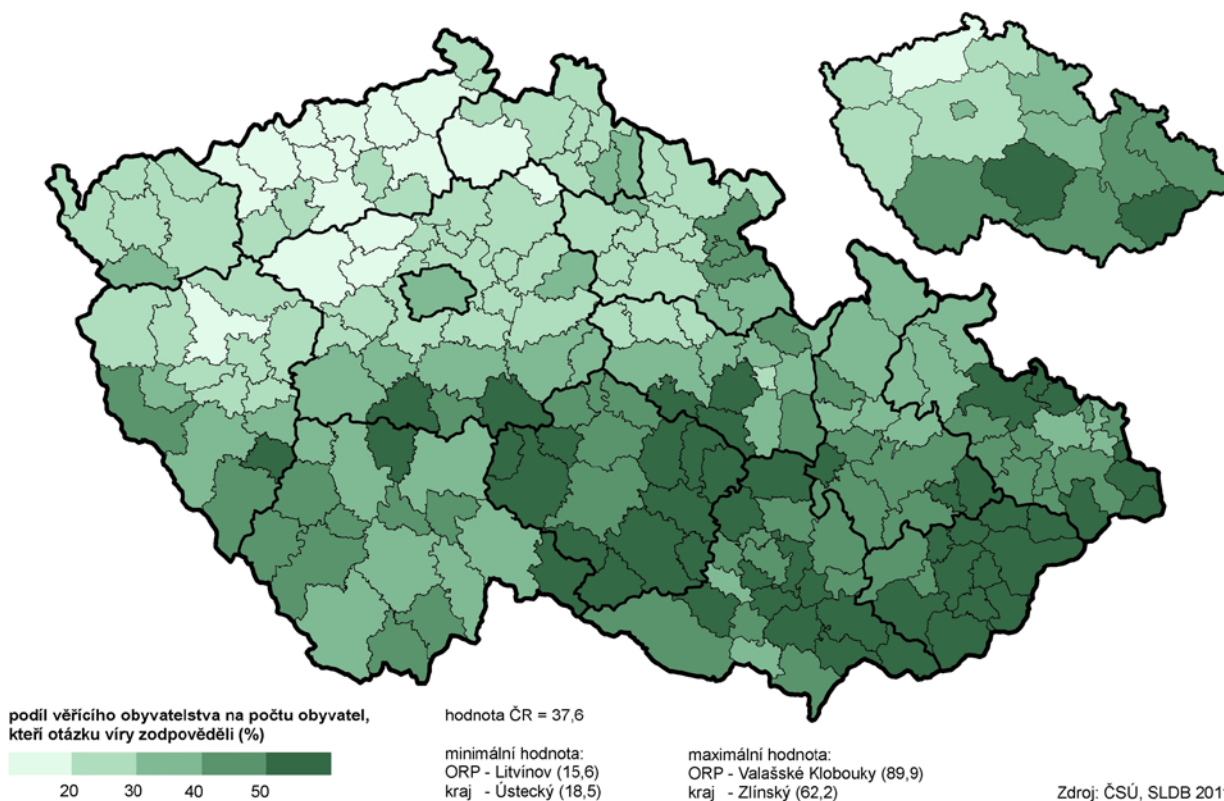 podíl věřícího obyvatelstva na počtu obyvatel,
kteří otázku víry zodpověděli (%)
20 30 40 50
hodnota ČR = 37,6
minimální hodnota:
ORP - Litvínov (15,6)
kraj - Ústecký (18,5)
maximální hodnota:
ORP - Valašské Klobouky (89,9)
kraj - Zlínský (62,2)
Zdroj: ČSÚ, SLDB 2011